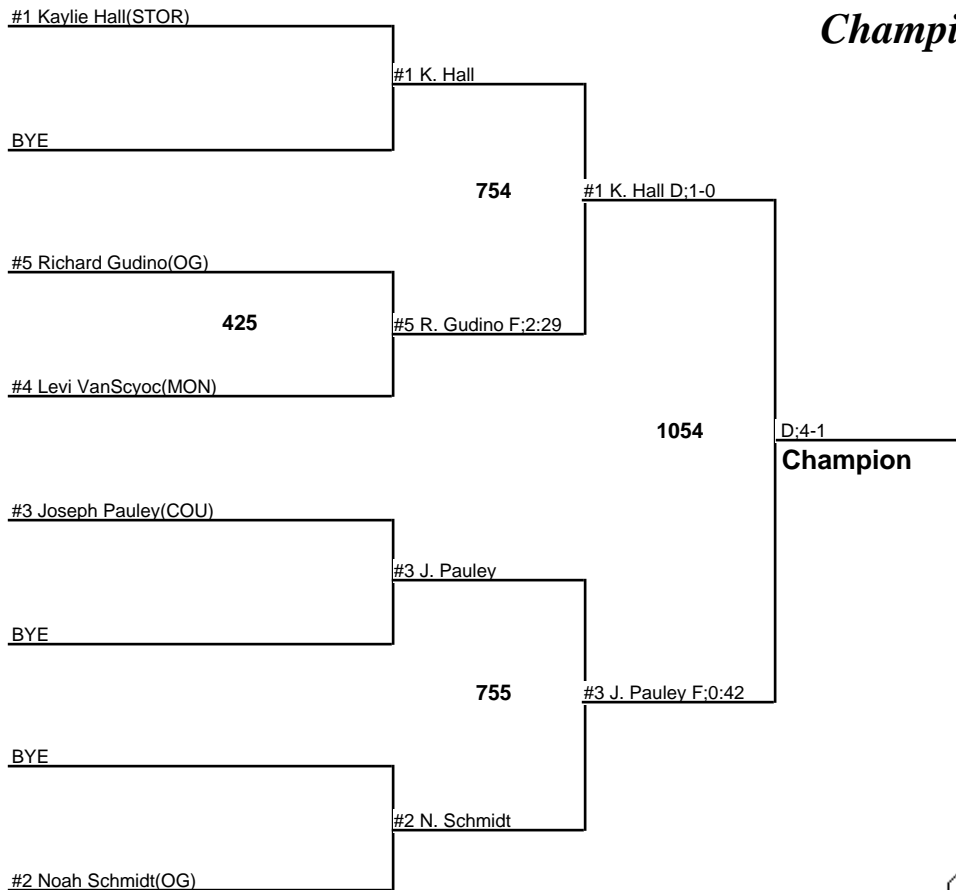 #1 Kaylie Hall(STOR)
Champi
#1 K. Hall
BYE
754
#1 K. Hall D;1-0
#5 Richard Gudino(OG)
425
#5 R. Gudino F;2:29
#4 Levi VanScyoc(MON)
1054
D;4-1
Champion
#3 Joseph Pauley(COU)
#3 J. Pauley
BYE
755
#3 J. Pauley F;0:42
BYE
#2 N. Schmidt
#2 Noah Schmidt(OG)